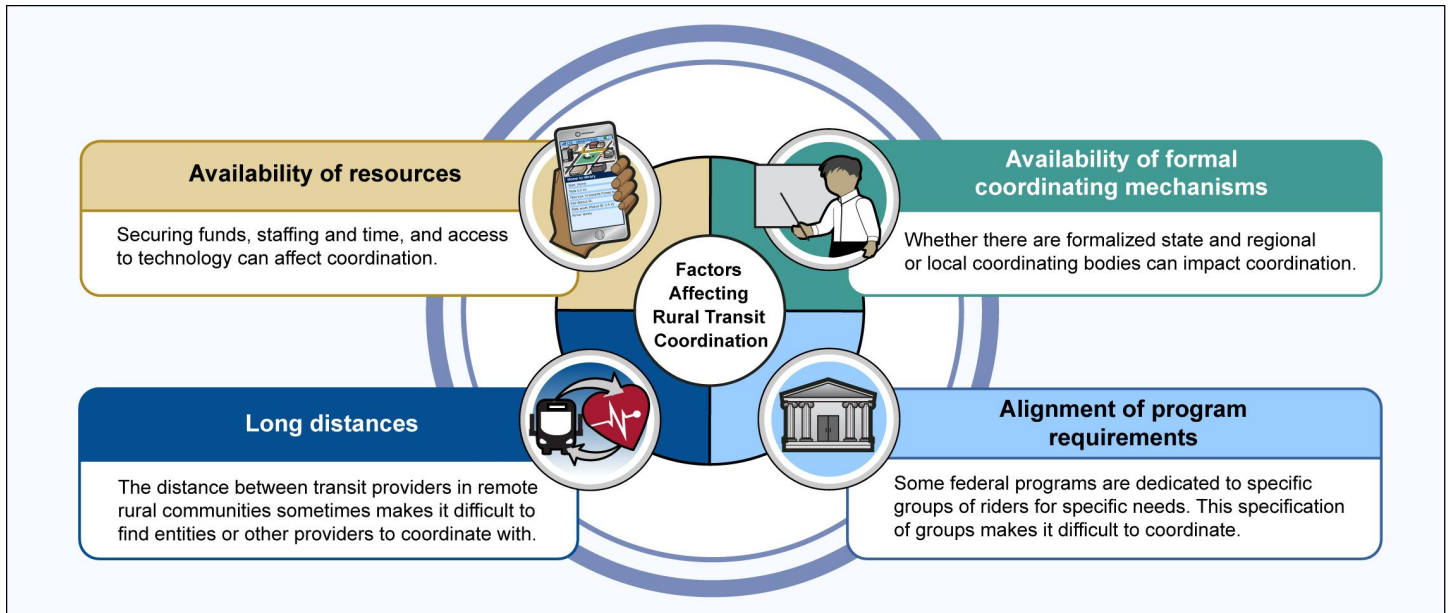 Availability of resources
Securing funds, staffing and time, and access
to technology can affect coordination.
Availability of formal
coordinating mechanisms
Whether there are formalized state and regional
or local coordinating bodies can impact coordination.
Factors
Affecting
Rural Transit
Coordination
Long distances
The distance between transit providers in remote
rural communities sometimes makes it difficult to
find entities or other providers to coordinate with.
Alignment of program
requirements
Some federal programs are dedicated to specific
groups of riders for specific needs. This specification
of groups makes it difficult to coordinate.
Home to library